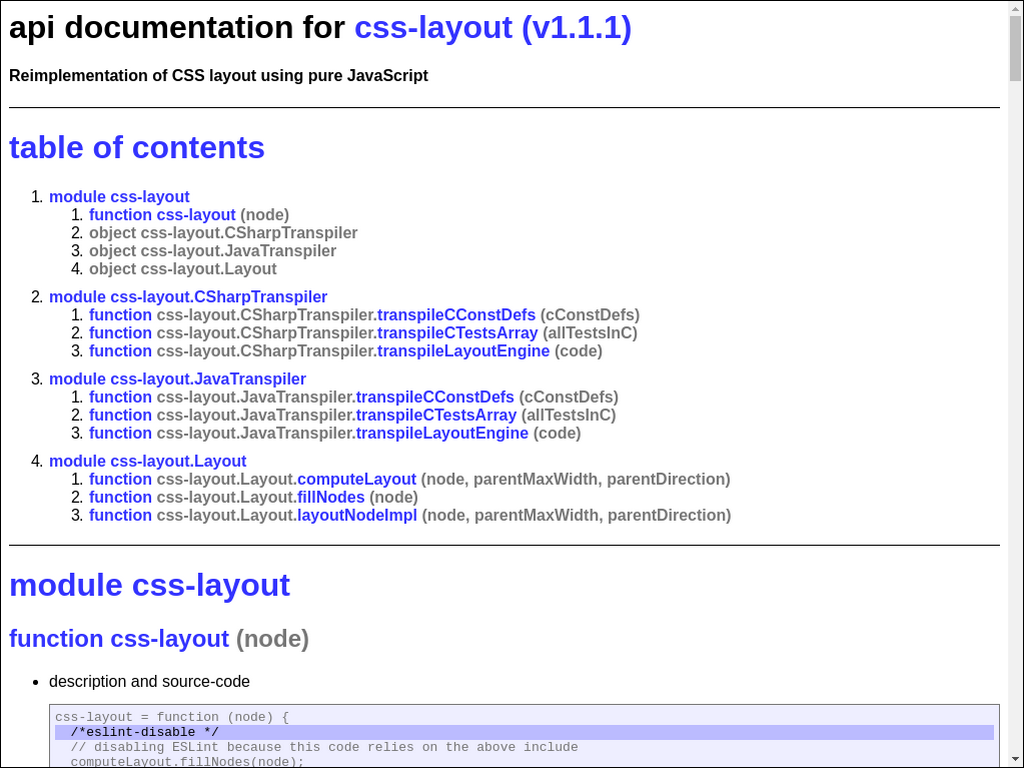 api documentation for css-layout (v1.1.1)
Reimplementation of CSS layout using pure JavaScript
table of contents
1. module css-layout
1. function css-layout (node)
2. object css-layout.CSharpTranspiler
3. object css-layout.JavaTranspiler
4. object css-layout.Layout
2. module css-layout.CSharpTranspiler
1. function css-layout.CSharpTranspiler.transpileCConstDefs (cConstDefs)
2. function css-layout.CSharpTranspiler.transpileCTestsArray (allTestsInC)
3. function css-layout.CSharpTranspiler.transpileLayoutEngine (code)
3. module css-layout.JavaTranspiler
1. function css-layout.JavaTranspiler.transpileCConstDefs (cConstDefs)
2. function css-layout.JavaTranspiler.transpileCTestsArray (allTestsInC)
3. function css-layout.JavaTranspiler.transpileLayoutEngine (code)
4. module css-layout.Layout
1. function css-layout.Layout.computeLayout (node, parentMaxWidth, parentDirection)
2. function css-layout.Layout.fillNodes (node)
3. function css-layout.Layout.layoutNodeImpl (node, parentMaxWidth, parentDirection)
module css-layout
function css-layout (node)
• description and source-code
css-layout = function (node) {
/*eslint-disable */
// disabling ESLint because this code relies on the above include
computeLayout.fillNodes(node);